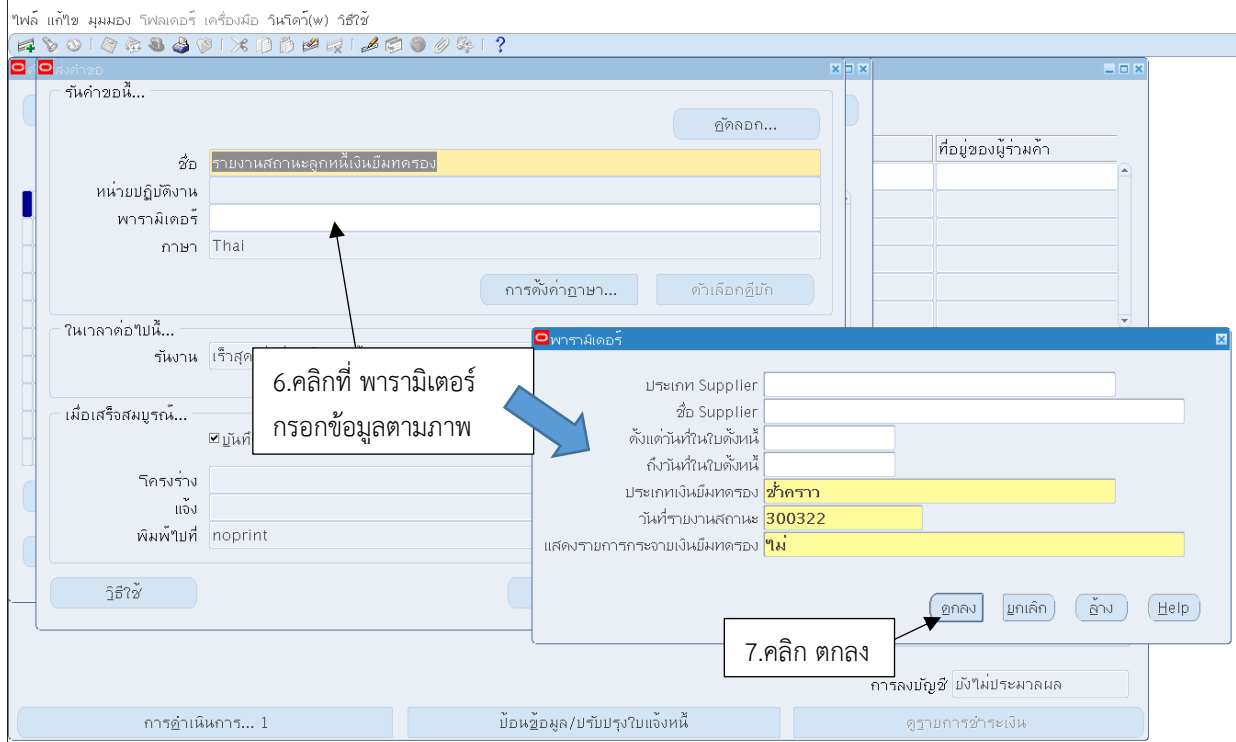 ไฟล์ แก้ไข มุมมอง โฟลเดอร์ เครื่องมือ วินโดว์(w) วิธีใช้
ส่งคำขอ
รันคำขอนี้...
คัดลอก...
ที่อยู่ของผู้ร่วมค้า
ชื่อ รายงานสถานะลูกหนี้เงินยืมทดรอง
หน่วยปฏิบัติงาน
พารามิเตอร์
ภาษา Thai
การตั้งค่าภาษา... ตัวเลือกดีบัก
ในเวลาต่อไปนี้...
รันงาน เร็วสุด
6.คลิกที่ พารามิเตอร์
กรอกข้อมูลตามภาพ
เมื่อเสร็จสมบูรณ์...
บันทึ
โครงร่าง
แจ้ง
พิมพ์ไปที่ noprint
วิธีใช้
พารามิเตอร์
ประเภท Supplier
ชื่อ Supplier
ตั้งแต่วันที่ในใบตั้งหนี้
ถึงวันที่ในใบตั้งหนี้
ประเภทเงินยืมทดรอง ชั่วคราว
วันที่รายงานสถานะ 300322
แสดงรายการกระจายเงินยืมทดรอง ไม่
ตกลง ยกเลิก ล้าง Help
7.คลิก ตกลง
การลงบัญชี ยังไม่ประมาลผล
การดำเนินการ... 1 ป้อนข้อมูล/ปรับปรุงใบแจ้งหนี้ ดูรายการชำระเงิน